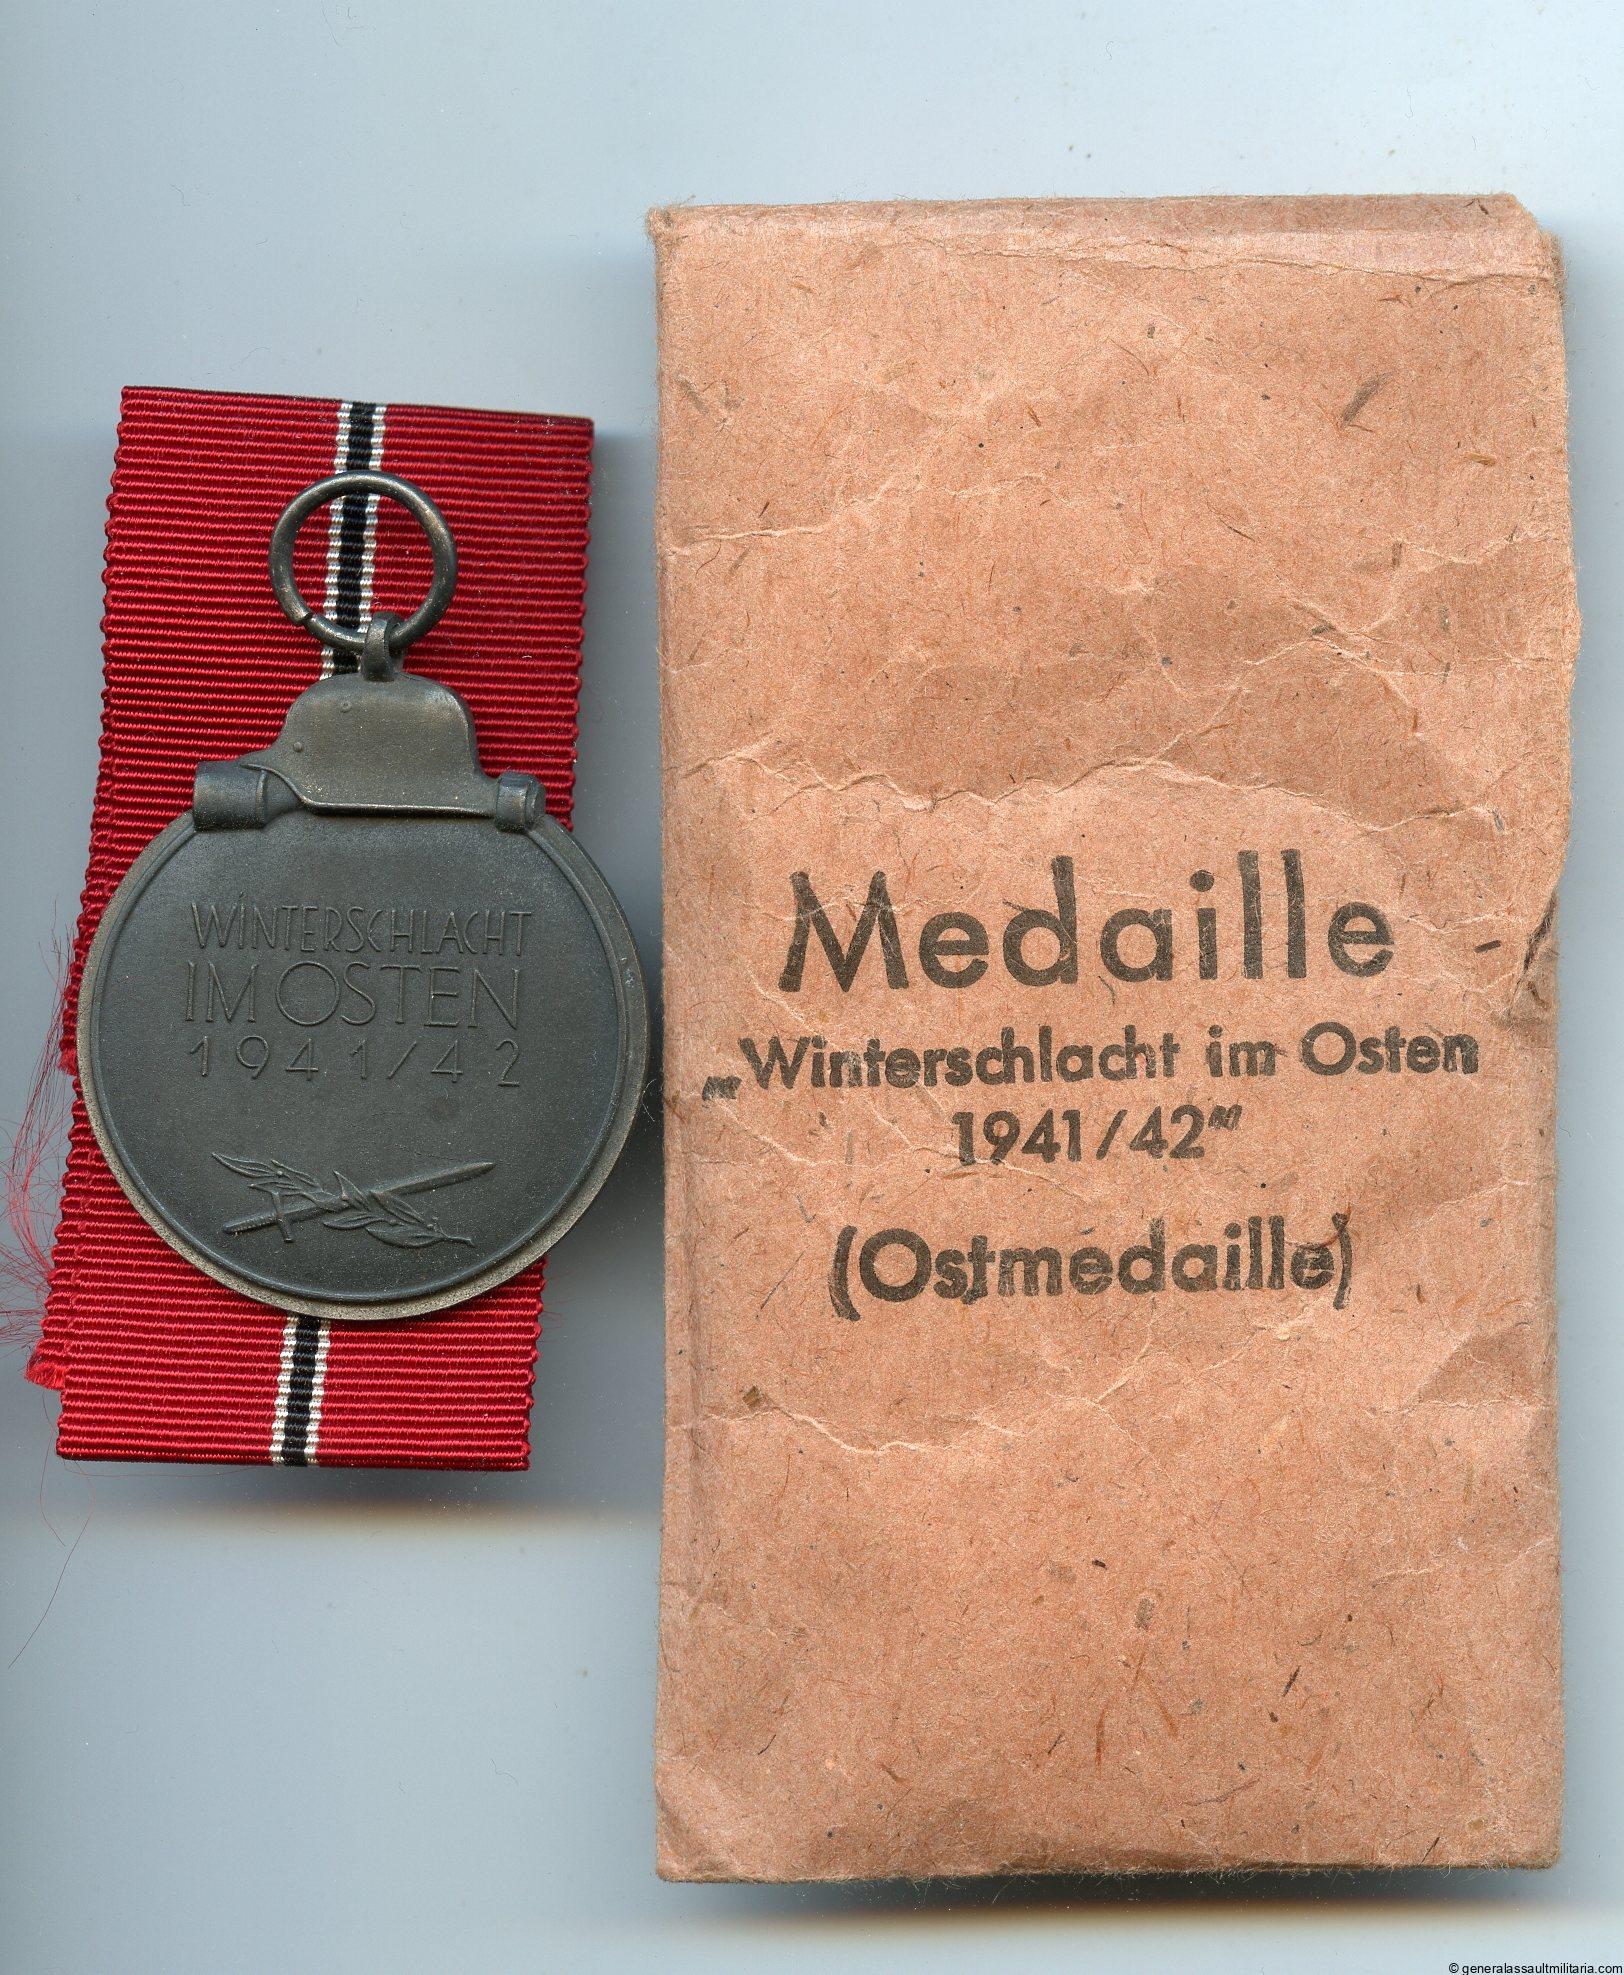 WINTERSCHLACHT
IM OSTEN
1941/42
Medaille
„Winterschlacht im Osten
1941/42“
(Ostmedaille)
© generalassaultmilitaria.com